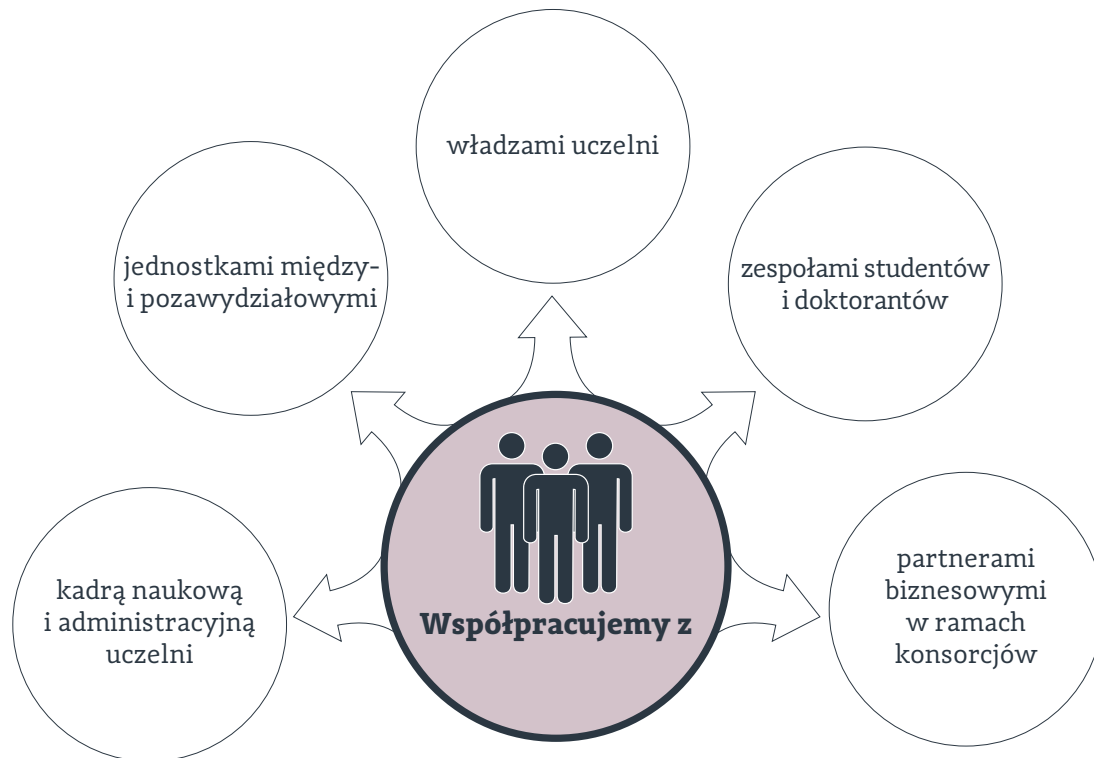 władzami uczelni
jednostkami między-
i pozawydziałowymi
zespołami studentów
i doktorantów
kadrą naukową
i administracyjną
uczelni
Współpracujemy z
partnerami
biznesowymi
w ramach
konsorcjów